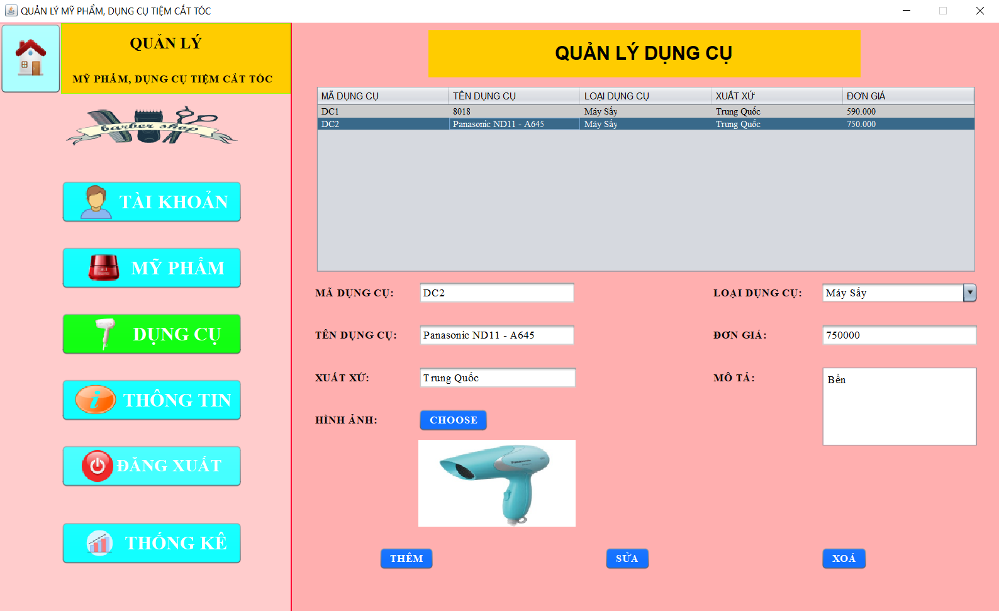 QUẢN LÝ MỸ PHẨM, DỤNG CỤ TIỆM CẮT TÓC
QUẢN LÝ
MỸ PHẨM, DỤNG CỤ TIỆM CẮT TÓC
barber shop
TÀI KHOẢN
MỸ PHẨM
DỤNG CỤ
THÔNG TIN
ĐĂNG XUẤT
THỐNG KÊ
QUẢN LÝ DỤNG CỤ
MÃ DỤNG CỤ TÊN DỤNG CỤ LOẠI DỤNG CỤ XUẤT XỨ ĐƠN GIÁ
DC1 8018 Máy Sấy Trung Quốc 590.000
DC2 Panasonic ND11 - A645 Máy Sấy Trung Quốc 750.000
MÃ DỤNG CỤ: DC2 LOẠI DỤNG CỤ: Máy Sấy
TÊN DỤNG CỤ: Panasonic ND11 - A645 ĐƠN GIÁ: 750000
XUẤT XỨ: Trung Quốc MÔ TẢ: Bền
HÌNH ẢNH: CHOOSE
Panasonic
THÊM SỬA XOÁ